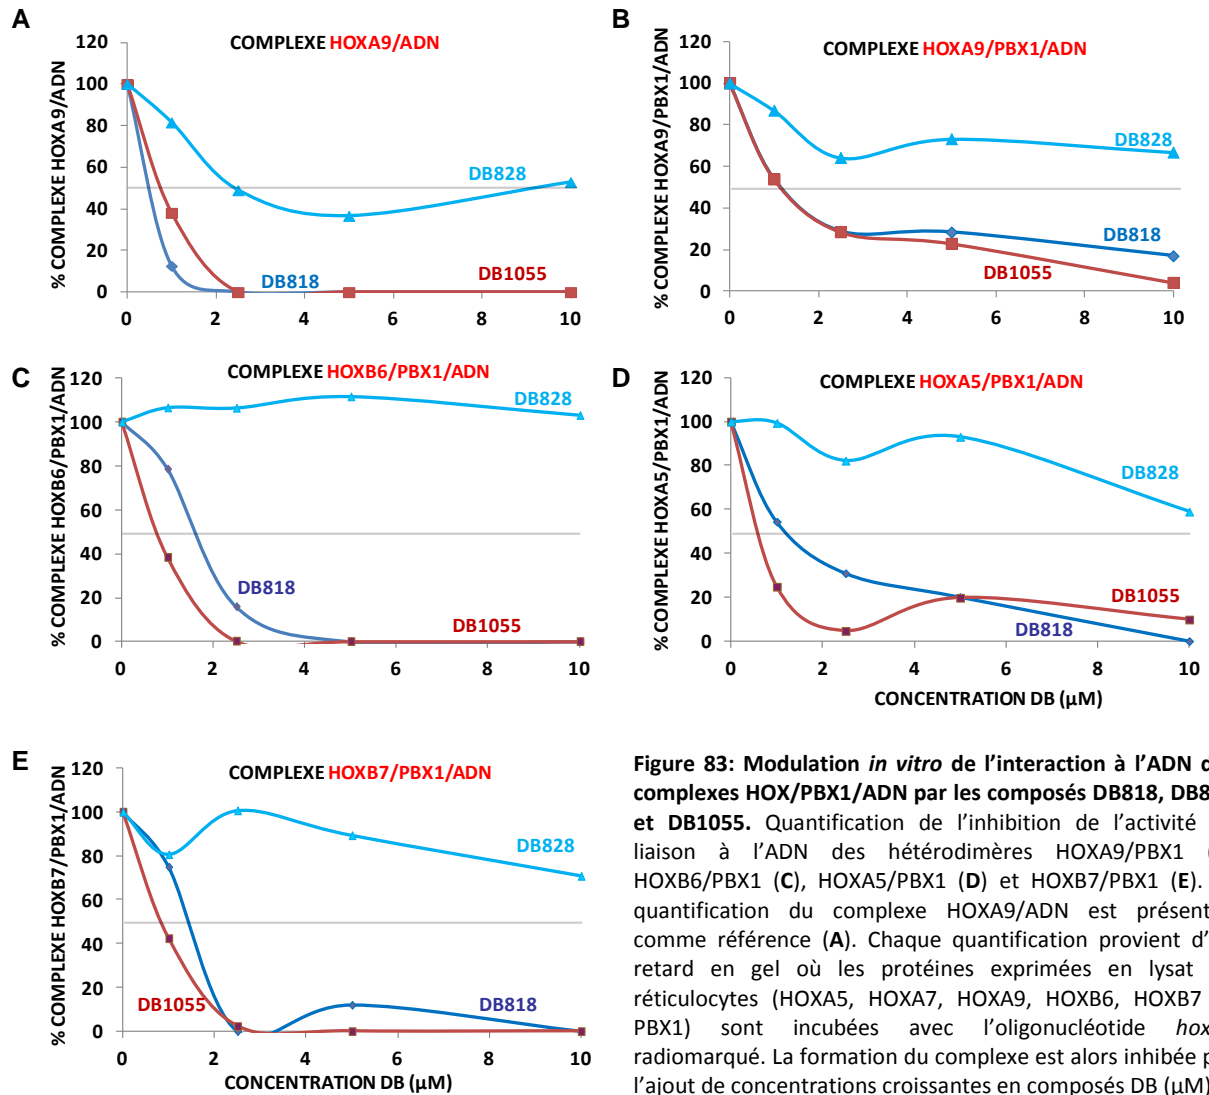 A
COMPLEXE HOXA9/ADN
% COMPLEXE HOXA9/ADN
120
100
80
60
40
20
0
0 2 4 6 8 10
DB828
DB818
DB1055
B
COMPLEXE HOXA9/PBX1/ADN
% COMPLEXE HOXA9/PBX1/ADN
120
100
80
60
40
20
0
0 2 4 6 8 10
DB828
DB818
DB1055
C
COMPLEXE HOXB6/PBX1/ADN
% COMPLEXE HOXB6/PBX1/ADN
120
100
80
60
40
20
0
0 2 4 6 8 10
DB828
DB818
DB1055
D
COMPLEXE HOXA5/PBX1/ADN
% COMPLEXE HOXA5/PBX1/ADN
120
100
80
60
40
20
0
0 2 4 6 8 10
DB828
DB1055
DB818
CONCENTRATION DB (µM)
E
COMPLEXE HOXB7/PBX1/ADN
% COMPLEXE HOXB7/PBX1/ADN
120
100
80
60
40
20
0
0 2 4 6 8 10
DB828
DB1055
DB818
CONCENTRATION DB (µM)
Figure 83: Modulation in vitro de l'interaction à l'ADN
complexes HOX/PBX1/ADN par les composés DB818,
et DB1055. Quantification de l'inhibition de l'activité
liaison à l'ADN des hétérodimères HOXA9/PBX1
HOXB6/PBX1 (C), HOXA5/PBX1 (D) et HOXB7/PBX1 (E).
quantification du complexe HOXA9/ADN est
comme référence (A). Chaque quantification provient
retard en gel où les protéines exprimées en lysat
réticulocytes (HOXA5, HOXA7, HOXA9, HOXB6, HOXB7
PBX1) sont incubées avec l'oligonucléotide
radiomarqué. La formation du complexe est alors inhibée
l'ajout de concentrations croissantes en composés DB (µM)